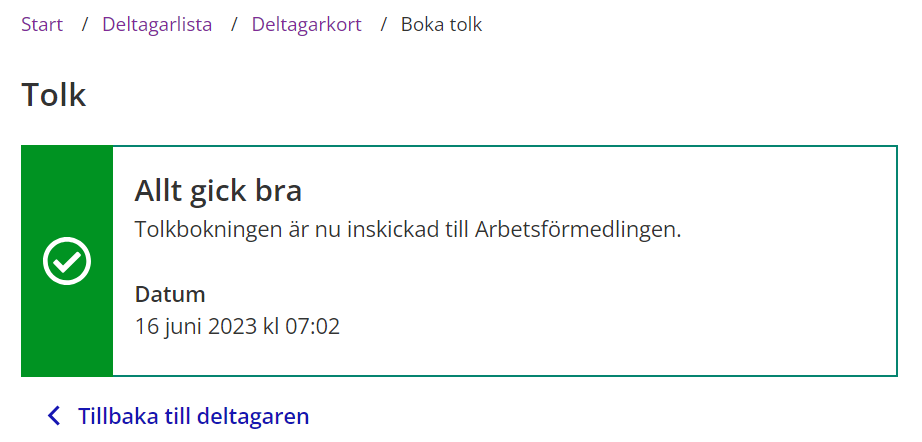 Start / Deltagarlista / Deltagarkort / Boka tolk
Tolk
Allt gick bra
Tolkbokningen är nu inskickad till Arbetsförmedlingen.
Datum
16 juni 2023 kl 07:02
Tillbaka till deltagaren